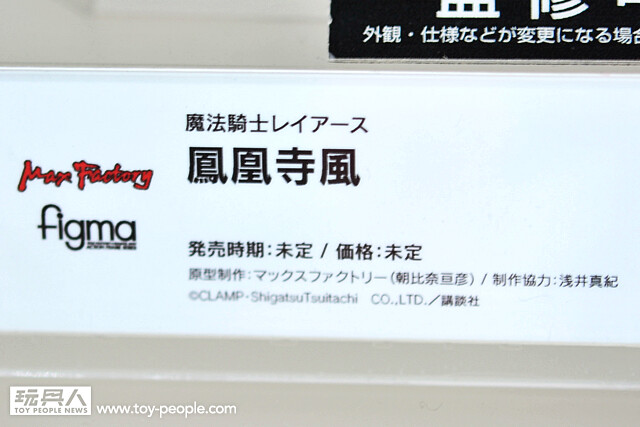 監修中
外観・仕様などが変更になる場合
魔法騎士レイアース
鳳凰寺風
Max Factory
figma
発売時期：未定 / 価格：未定
原型制作：マックスファクトリー（朝比奈亘彦） / 制作協力：浅井真紀
©CLAMP・ShigatsuTsuitachi CO.,LTD.／講談社
玩具人
TOY PEOPLE NEWS
www.toy-people.com